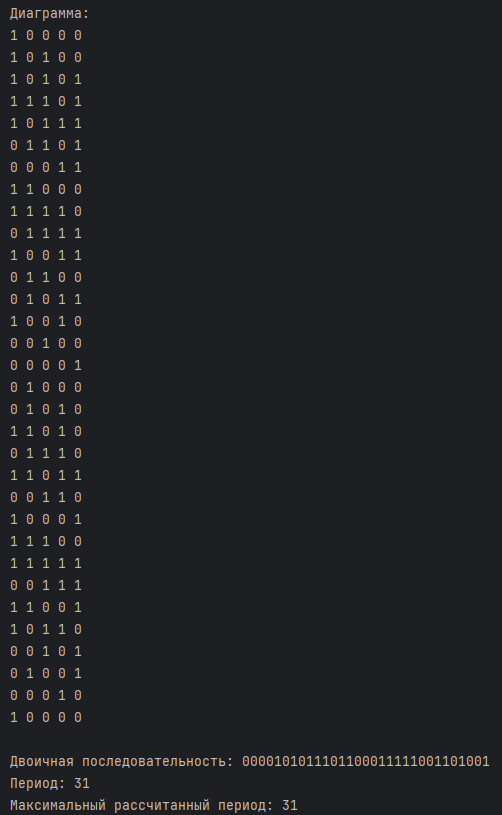 Диаграмма:
1 0 0 0 0
1 0 1 0 0
1 0 1 0 1
1 1 1 0 1
1 0 1 1 1
0 1 1 0 1
0 0 0 1 1
1 1 0 0 0
1 1 1 1 0
0 1 1 1 1
1 0 0 1 1
0 1 1 0 0
0 1 0 1 1
1 0 0 1 0
0 0 1 0 0
0 0 0 0 1
0 1 0 0 0
0 1 0 1 0
1 1 0 1 0
0 1 1 1 0
1 1 0 1 1
0 0 1 1 0
1 0 0 0 1
1 1 1 0 0
1 1 1 1 1
0 0 1 1 1
1 1 0 0 1
1 0 1 1 0
0 0 1 0 1
0 1 0 0 1
0 0 0 1 0
1 0 0 0 0
Двоичная последовательность: 0000101011101100011111001101001
Период: 31
Максимальный рассчитанный период: 31